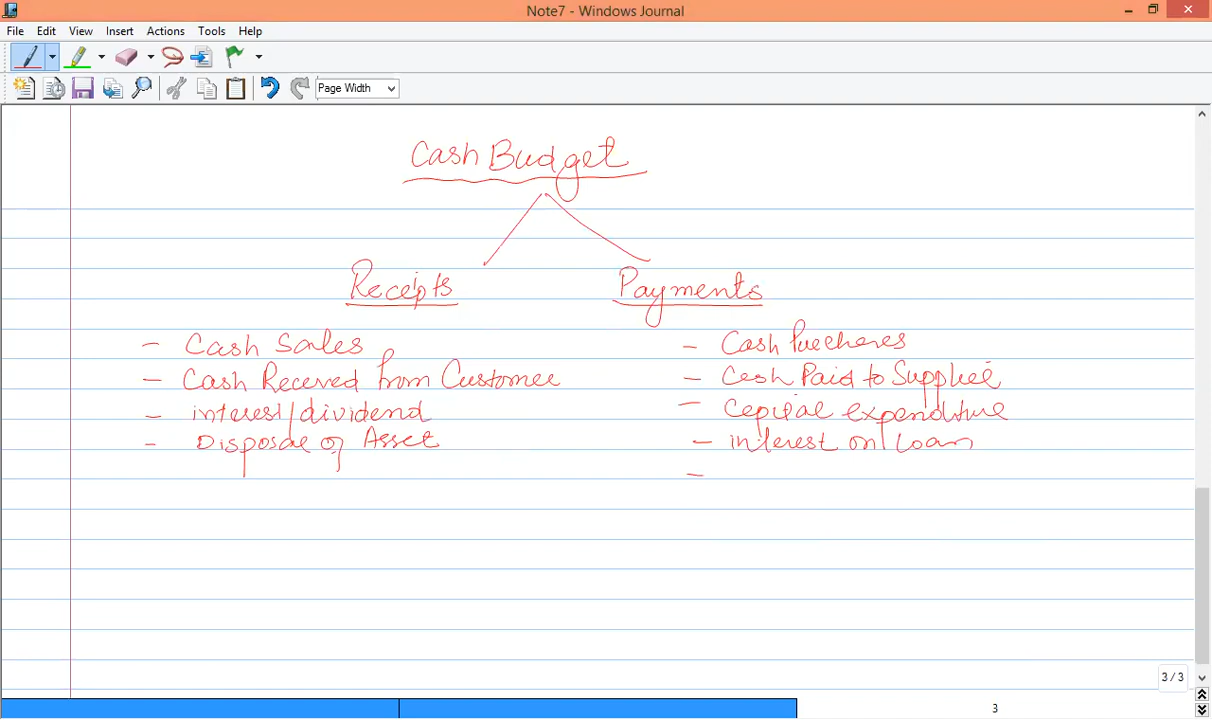 Note7 - Windows Journal
File Edit View Insert Actions Tools Help
Page Width
Cash Budget
Receipts
Payments
- Cash Sales
- Cash Received from Customer
- interest/dividend
- Disposal of Asset
- Cash Purchases
- Cash Paid to Supplier
- Capital expenditure
- interest on Loan
-
3 / 3
3